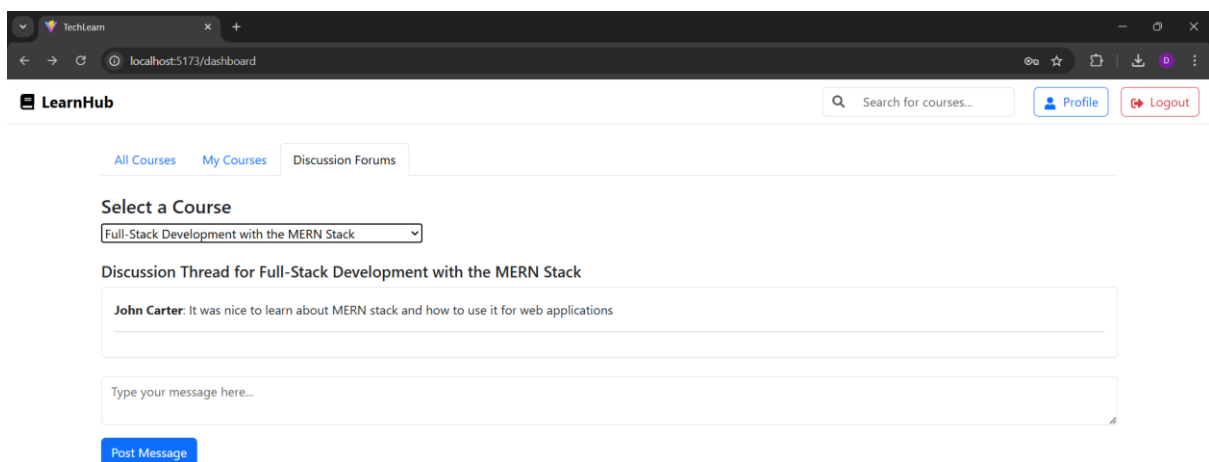 TechLearn
localhost:5173/dashboard
D
LearnHub
Search for courses...
Profile
Logout
All Courses
My Courses
Discussion Forums
Select a Course
Full-Stack Development with the MERN Stack
Discussion Thread for Full-Stack Development with the MERN Stack
John Carter: It was nice to learn about MERN stack and how to use it for web applications
Type your message here...
Post Message